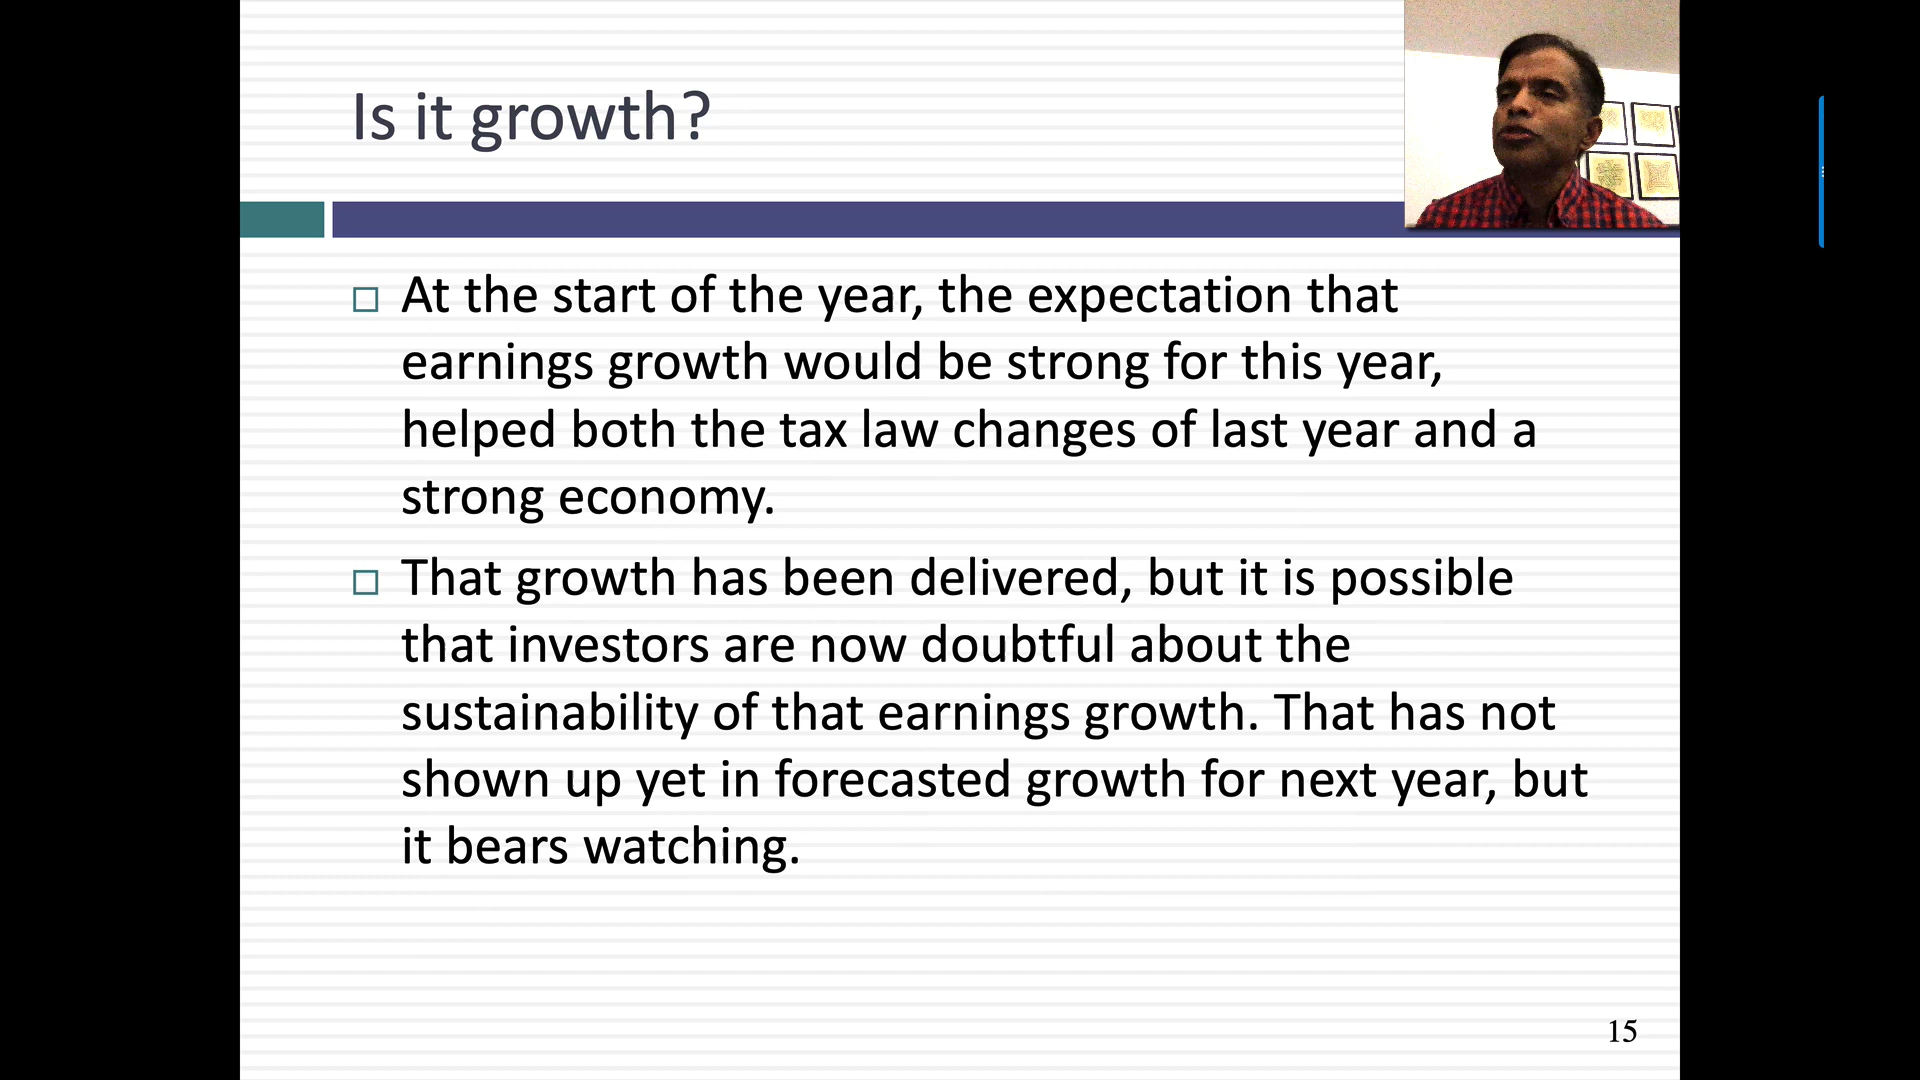 Is it growth?
At the start of the year, the expectation that
earnings growth would be strong for this year,
helped both the tax law changes of last year and a
strong economy.
That growth has been delivered, but it is possible
that investors are now doubtful about the
sustainability of that earnings growth. That has not
shown up yet in forecasted growth for next year, but
it bears watching.
15